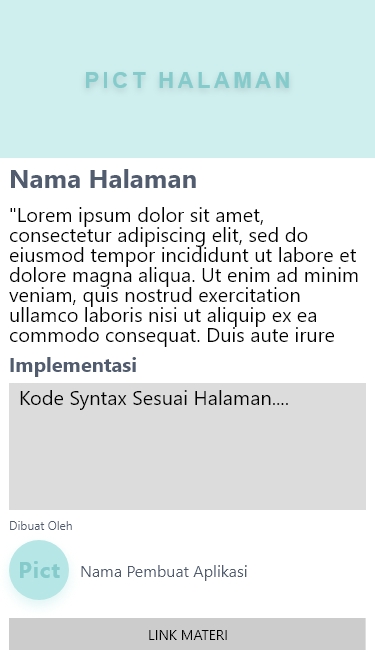 PICT HALAMAN
Nama Halaman
"Lorem ipsum dolor sit amet,
consectetur adipiscing elit, sed do
eiusmod tempor incididunt ut labore et
dolore magna aliqua. Ut enim ad minim
veniam, quis nostrud exercitation
ullamco laboris nisi ut aliquip ex ea
commodo consequat. Duis aute irure
Implementasi
Kode Syntax Sesuai Halaman....
Dibuat Oleh
Pict
Nama Pembuat Aplikasi
LINK MATERI